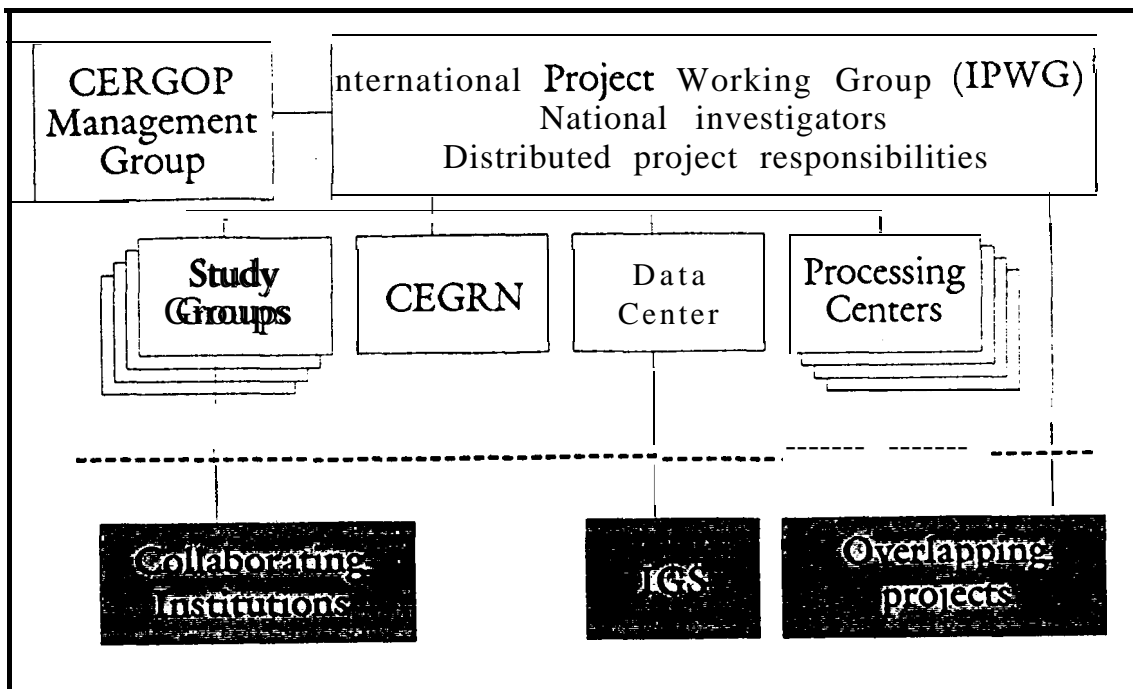 CERGOP
Management
Group
nternational Project Working Group (IPWG)
National investigators
Distributed project responsibilities
Study
Groups
CEGRN
Data
Center
Processing
Centers
Collaborating
Institutions
IGS
Overlapping
projects